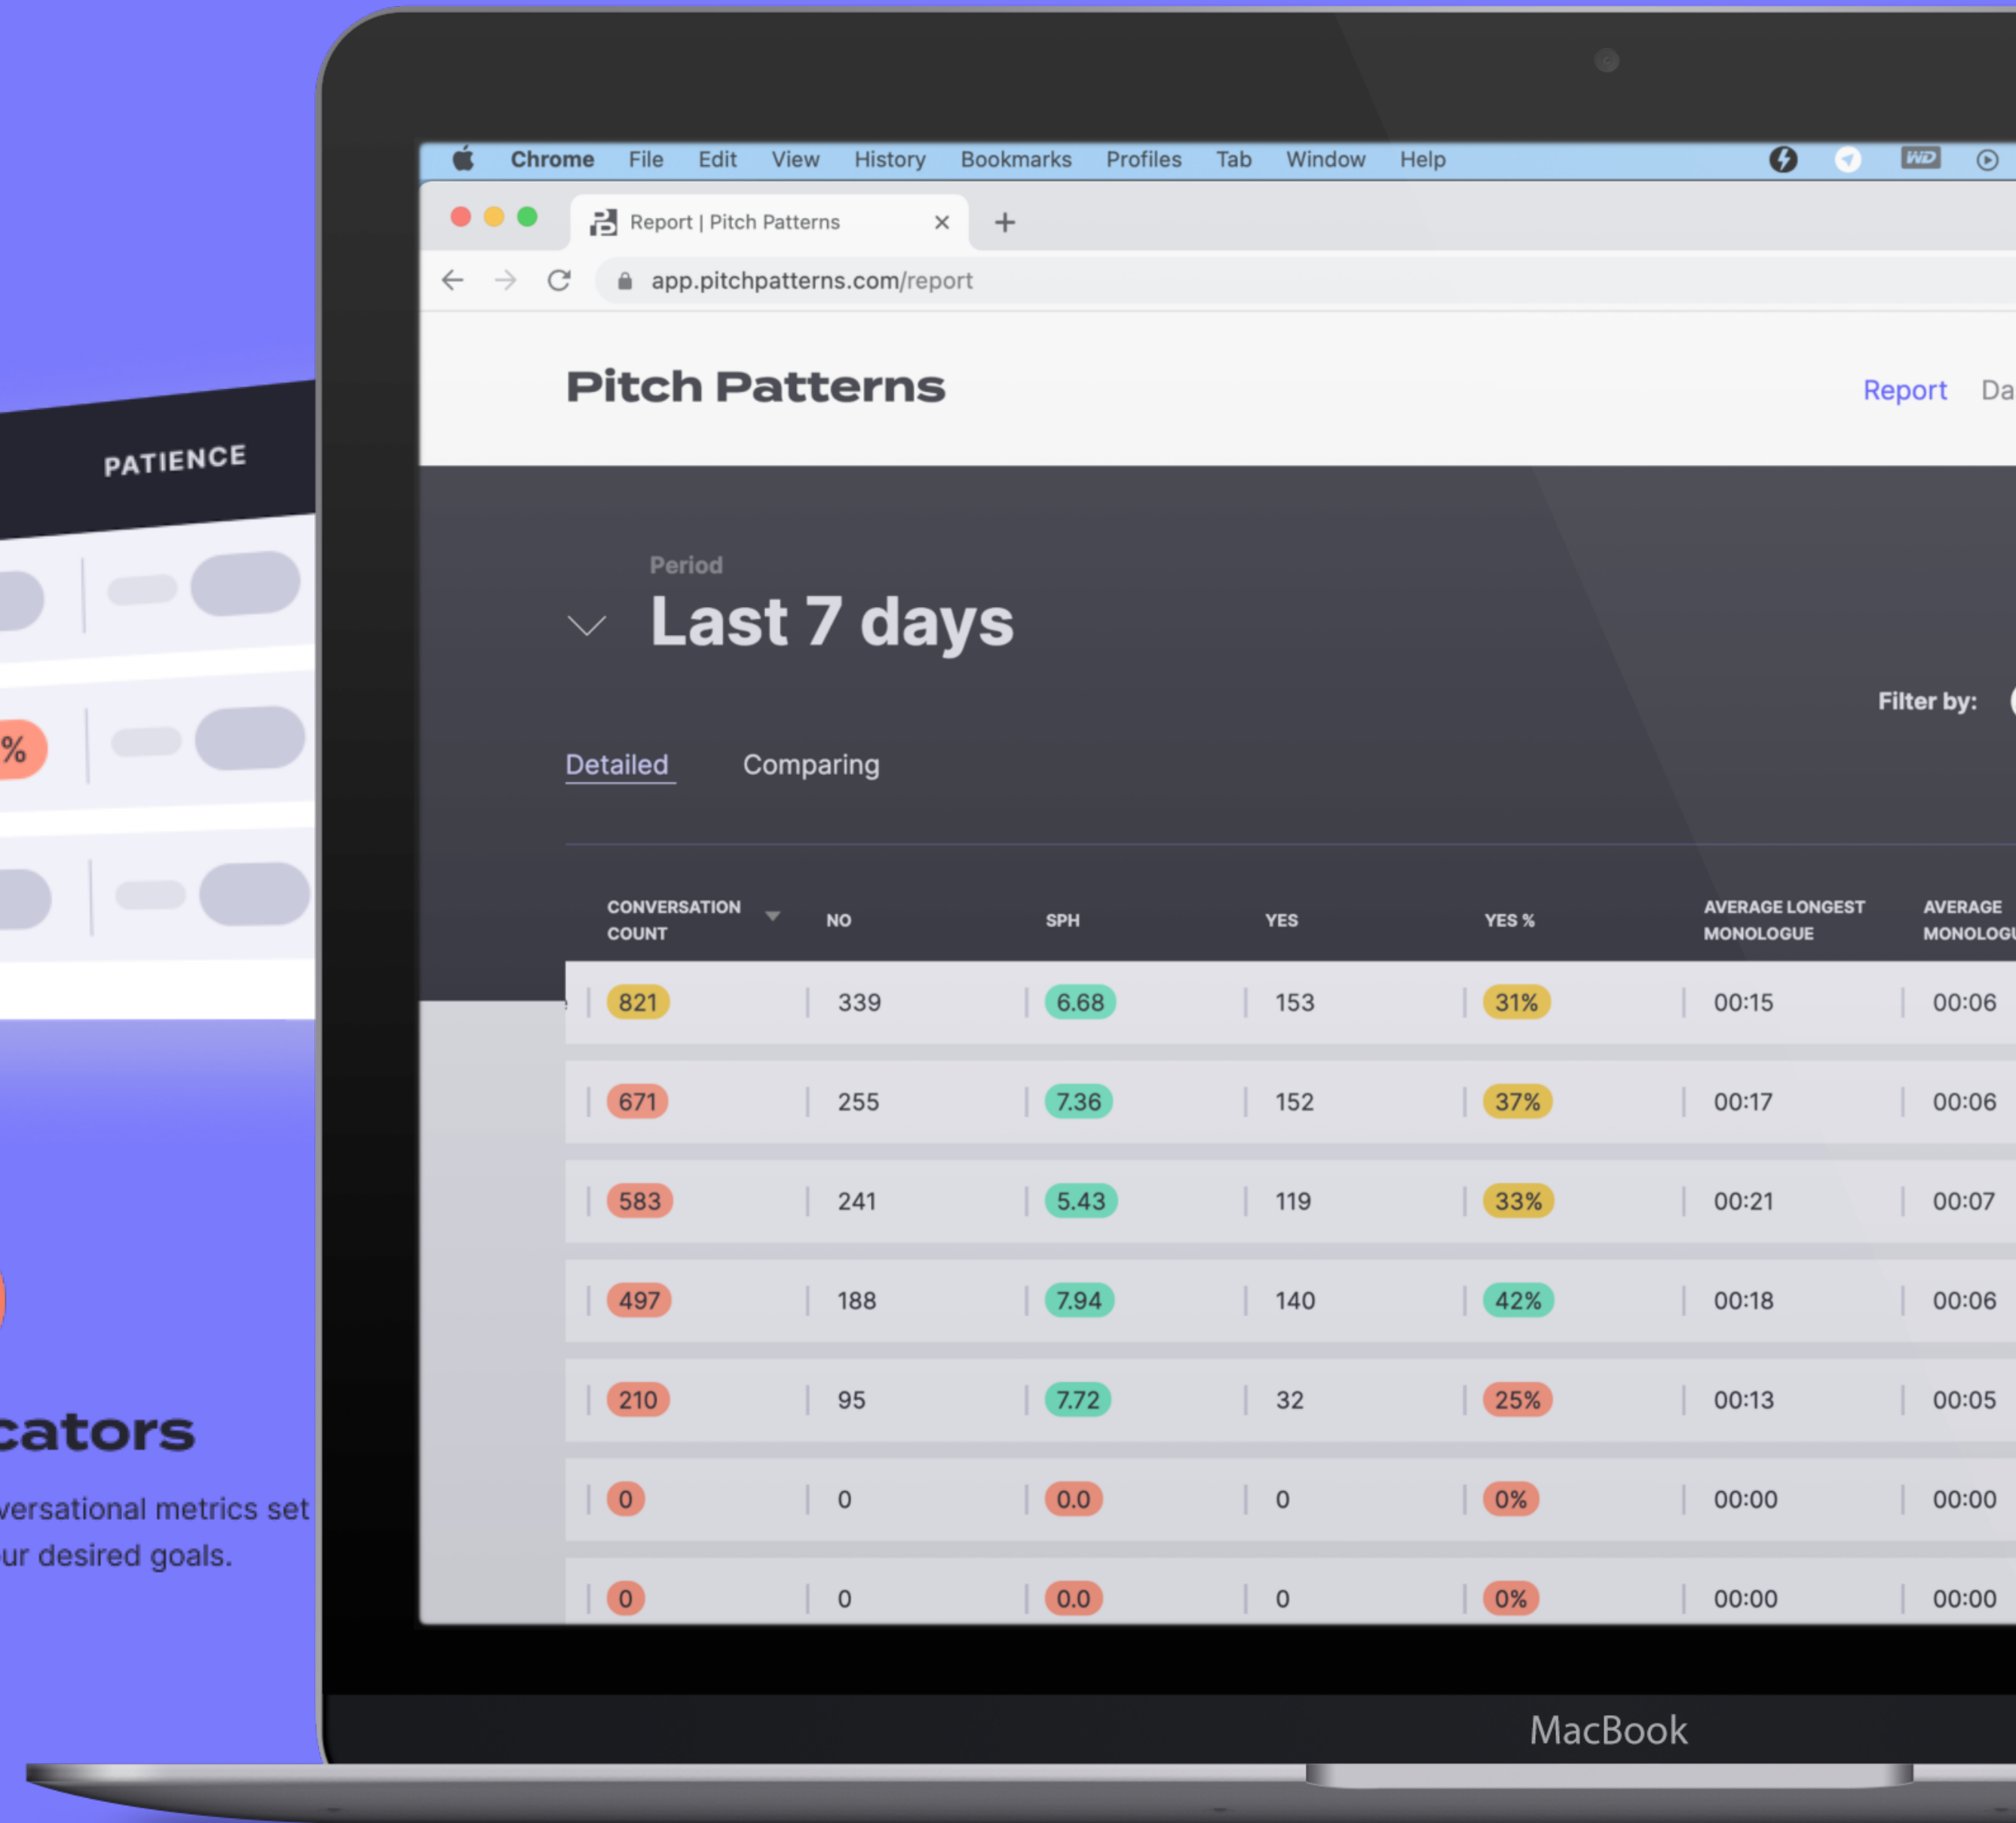 Chrome File Edit View History Bookmarks Profiles Tab Window Help
WD
Report | Pitch Patterns
app.pitchpatterns.com/report
Pitch Patterns
Report
PATIENCE
%
Period
Last 7 days
Filter by:
Detailed Comparing
CONVERSATION COUNT NO SPH YES YES % AVERAGE LONGEST MONOLOGUE AVERAGE
821 339 6.68 153 31% 00:15 00:06
671 255 7.36 152 37% 00:17 00:06
583 241 5.43 119 33% 00:21 00:07
497 188 7.94 140 42% 00:18 00:06
210 95 7.72 32 25% 00:13 00:05
0 0 0.0 0 0% 00:00 00:00
0 0 0.0 0 0% 00:00 00:00
cators
versational metrics set
ur desired goals.
MacBook